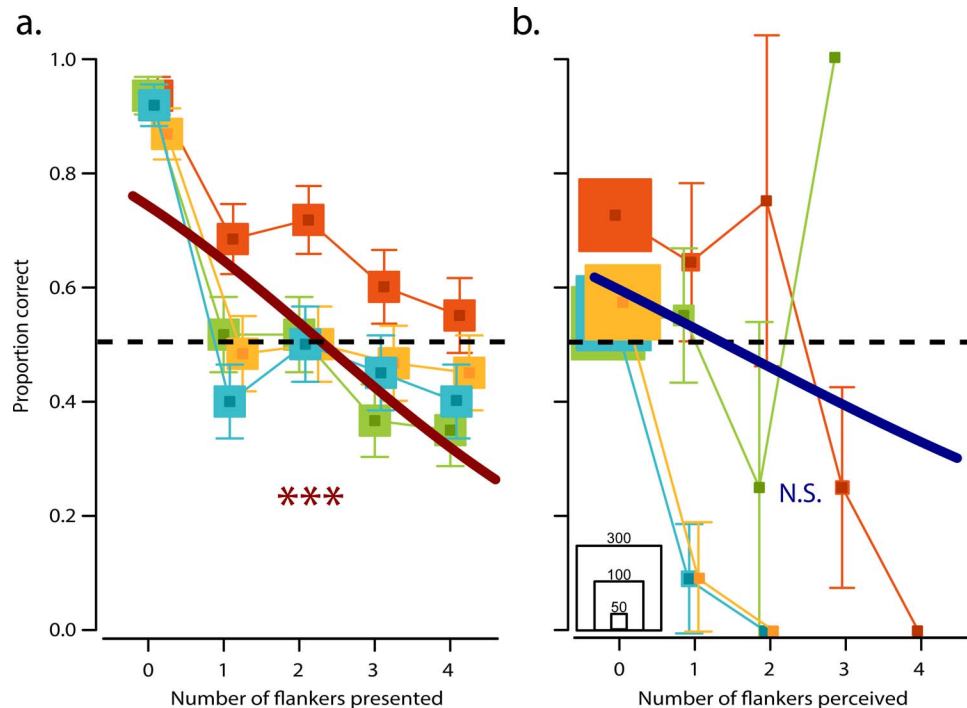 a.
b.
Proportion correct
1.0
0.8
0.6
0.4
0.2
0.0
***
N.S.
300
100
50
0 1 2 3 4
0 1 2 3 4
Number of flankers presented
Number of flankers perceived